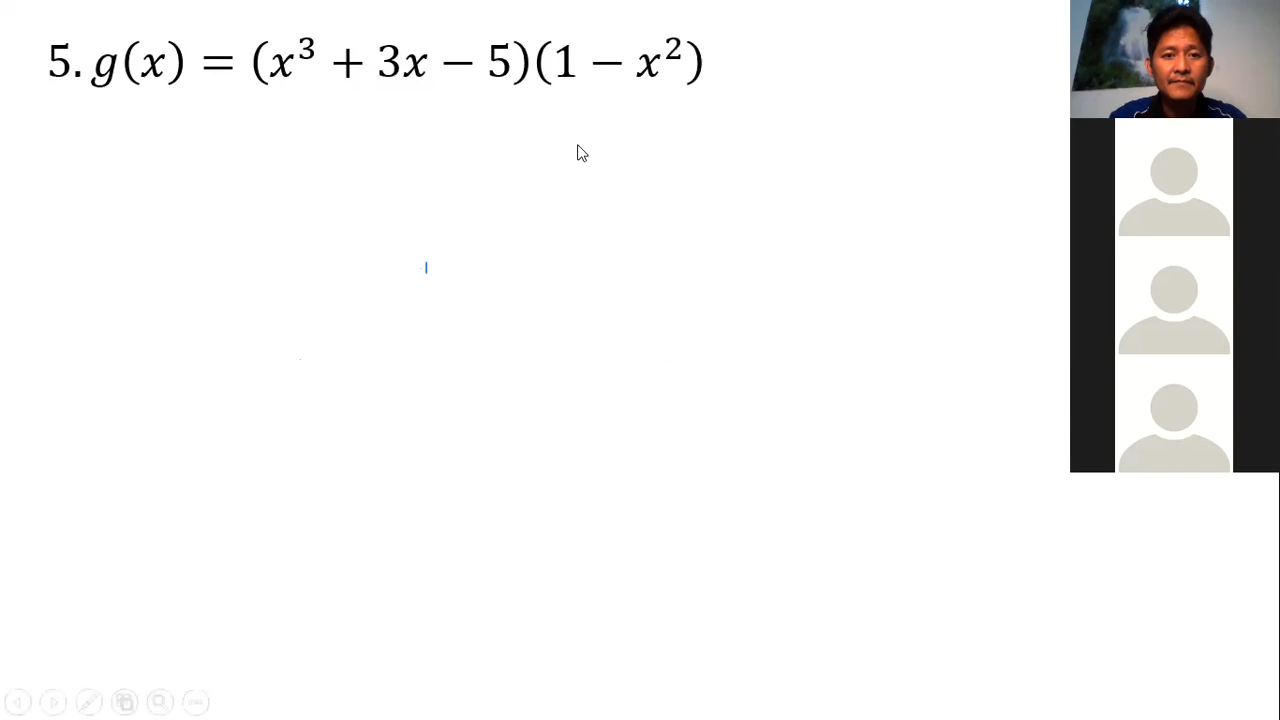 5. g(x) = (x³ + 3x − 5)(1 − x²)